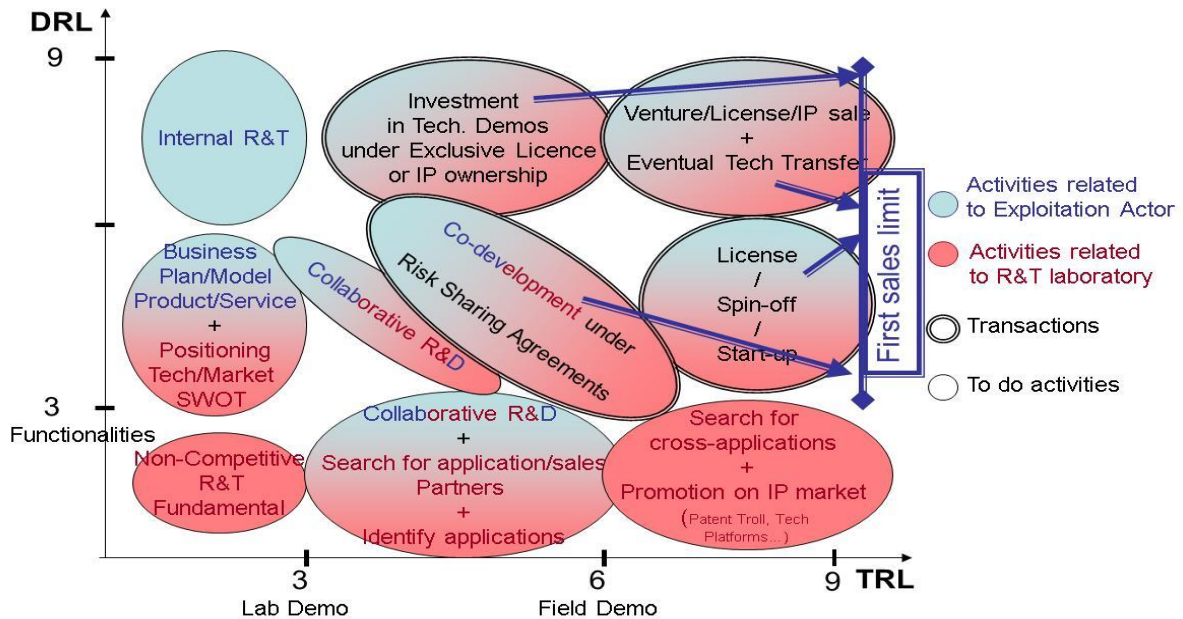 DRL
9
Internal R&T
Investment
in Tech. Demos
under Exclusive Licence
or IP ownership
Venture/License/IP sale
+
Eventual Tech Transfer
Business
Plan/Model
Product/Service
+
Positioning
Tech/Market
SWOT
Collaborative R&D
Co-development under
Risk Sharing Agreements
License
/
Spin-off
/
Start-up
First sales limit
Activities related
to Exploitation Actor
Activities related
to R&T laboratory
Transactions
To do activities
3
Functionalities
Non-Competitive
R&T
Fundamental
Collaborative R&D
+
Search for application/sales
Partners
+
Identify applications
Search for
cross-applications
+
Promotion on IP market
(Patent Troll, Tech
Platforms...)
3
6
9
TRL
Lab Demo
Field Demo